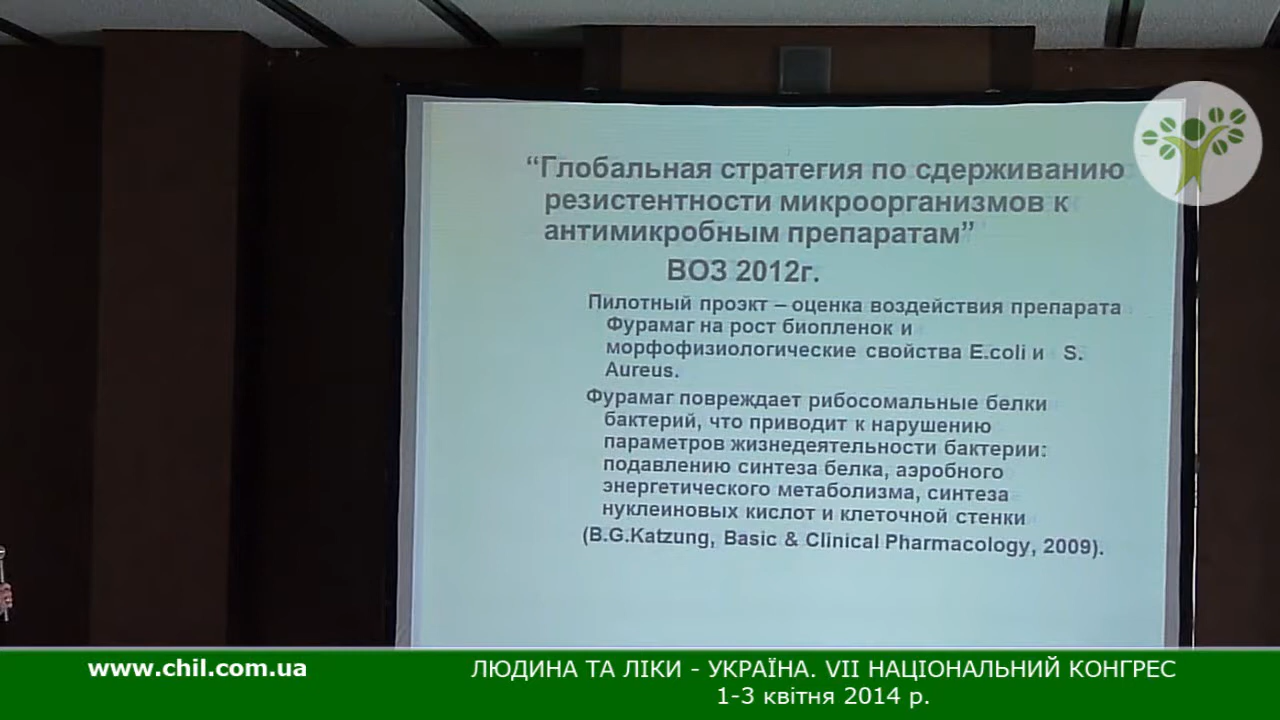 “Глобальная стратегия по сдерживанию
резистентности микроорганизмов к
антимикробным препаратам”
ВОЗ 2012г.
Пилотный проэкт – оценка воздействия препарата
Фурамаг на рост биопленок и
морфофизиологические свойства E.coli и S.
Aureus.
Фурамаг повреждает рибосомальные белки
бактерий, что приводит к нарушению
параметров жизнедеятельности бактерии:
подавлению синтеза белка, аэробного
энергетического метаболизма, синтеза
нуклеиновых кислот и клеточной стенки
(B.G.Katzung, Basic & Clinical Pharmacology, 2009).
www.chil.com.ua
ЛЮДИНА ТА ЛІКИ - УКРАЇНА. VII НАЦІОНАЛЬНИЙ КОНГРЕС
1-3 квітня 2014 р.